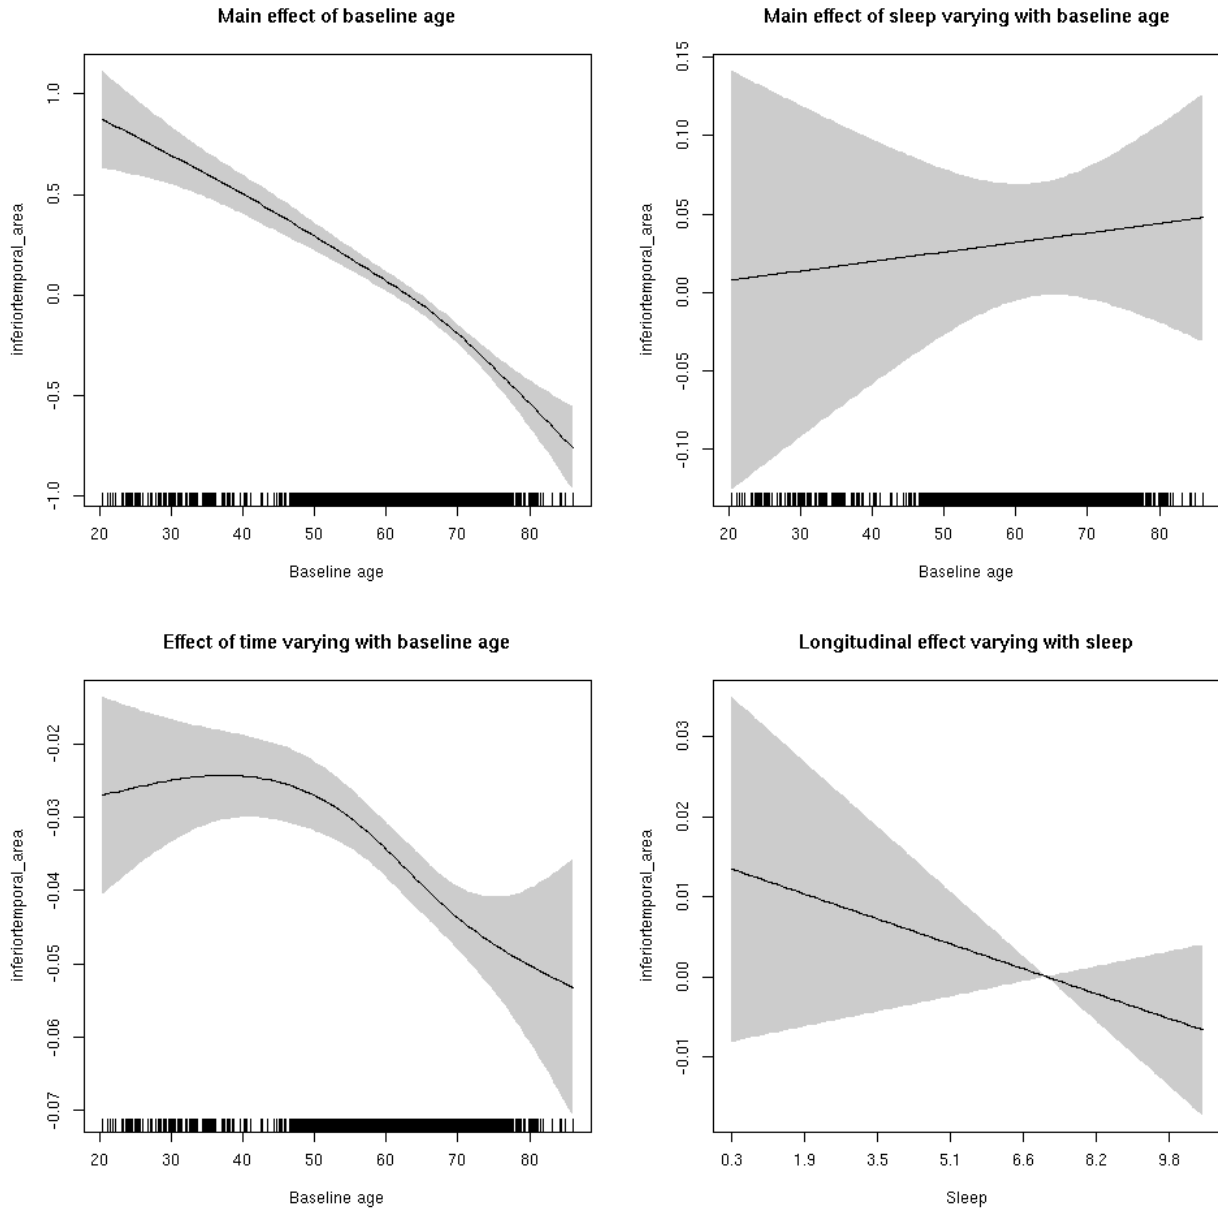 Main effect of baseline age
inferiortemporal_area
1.0
0.5
0.0
-0.5
-1.0
20 30 40 50 60 70 80
Baseline age
Main effect of sleep varying with baseline age
inferiortemporal_area
0.15
0.10
0.05
0.00
-0.05
-0.10
20 30 40 50 60 70 80
Baseline age
Effect of time varying with baseline age
inferiortemporal_area
-0.02
-0.03
-0.04
-0.05
-0.06
-0.07
20 30 40 50 60 70 80
Baseline age
Longitudinal effect varying with sleep
inferiortemporal_area
0.03
0.02
0.01
0.00
-0.01
0.3 1.9 3.5 5.1 6.6 8.2 9.8
Sleep